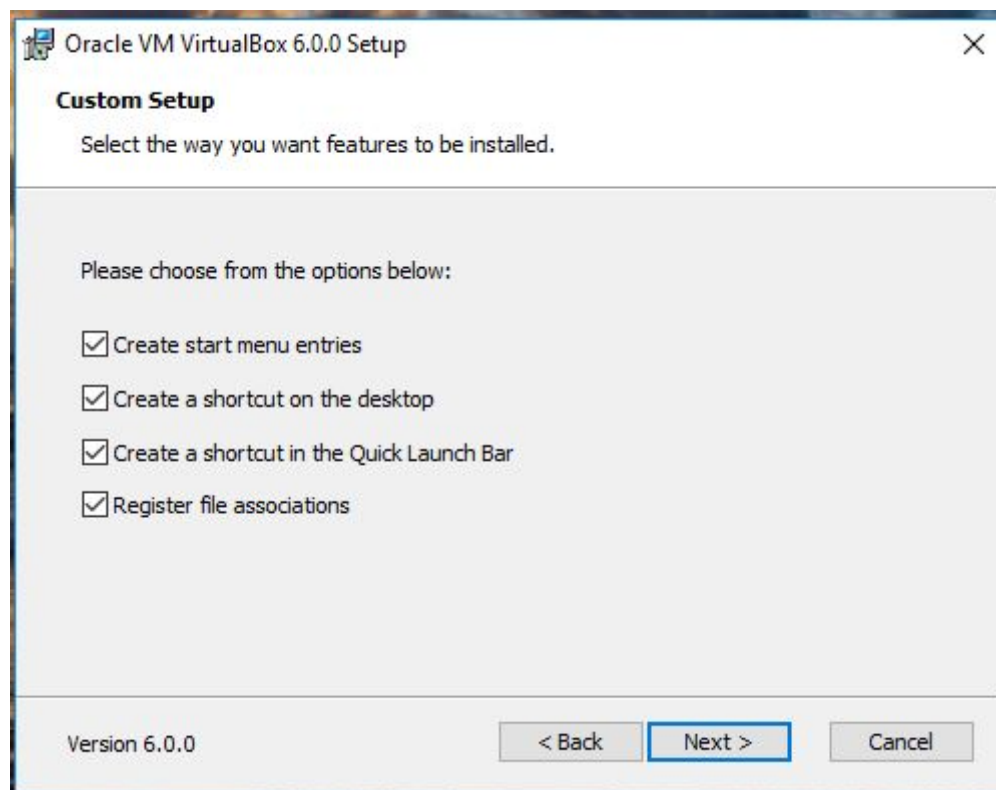 Oracle VM VirtualBox 6.0.0 Setup
Custom Setup
Select the way you want features to be installed.
Please choose from the options below:
Create start menu entries
Create a shortcut on the desktop
Create a shortcut in the Quick Launch Bar
Register file associations
Version 6.0.0
< Back
Next >
Cancel